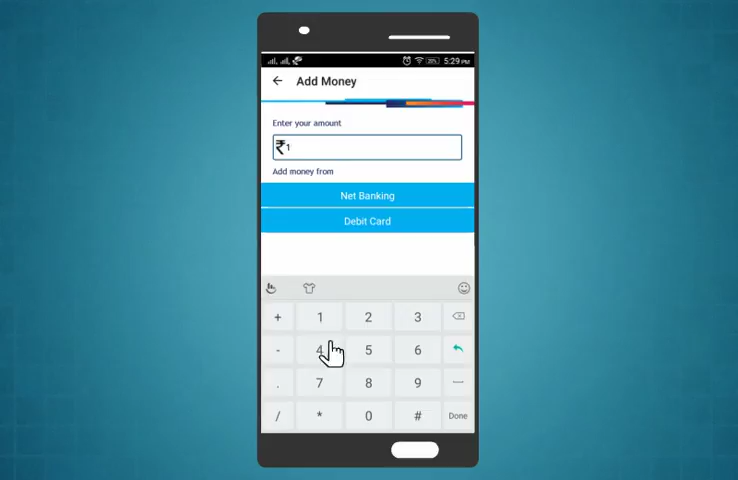 20% 5:29 PM
Add Money
Enter your amount
₹1
Add money from
Net Banking
Debit Card
+ 1 2 3
- 4 5 6
. 7 8 9
/ * 0 # Done